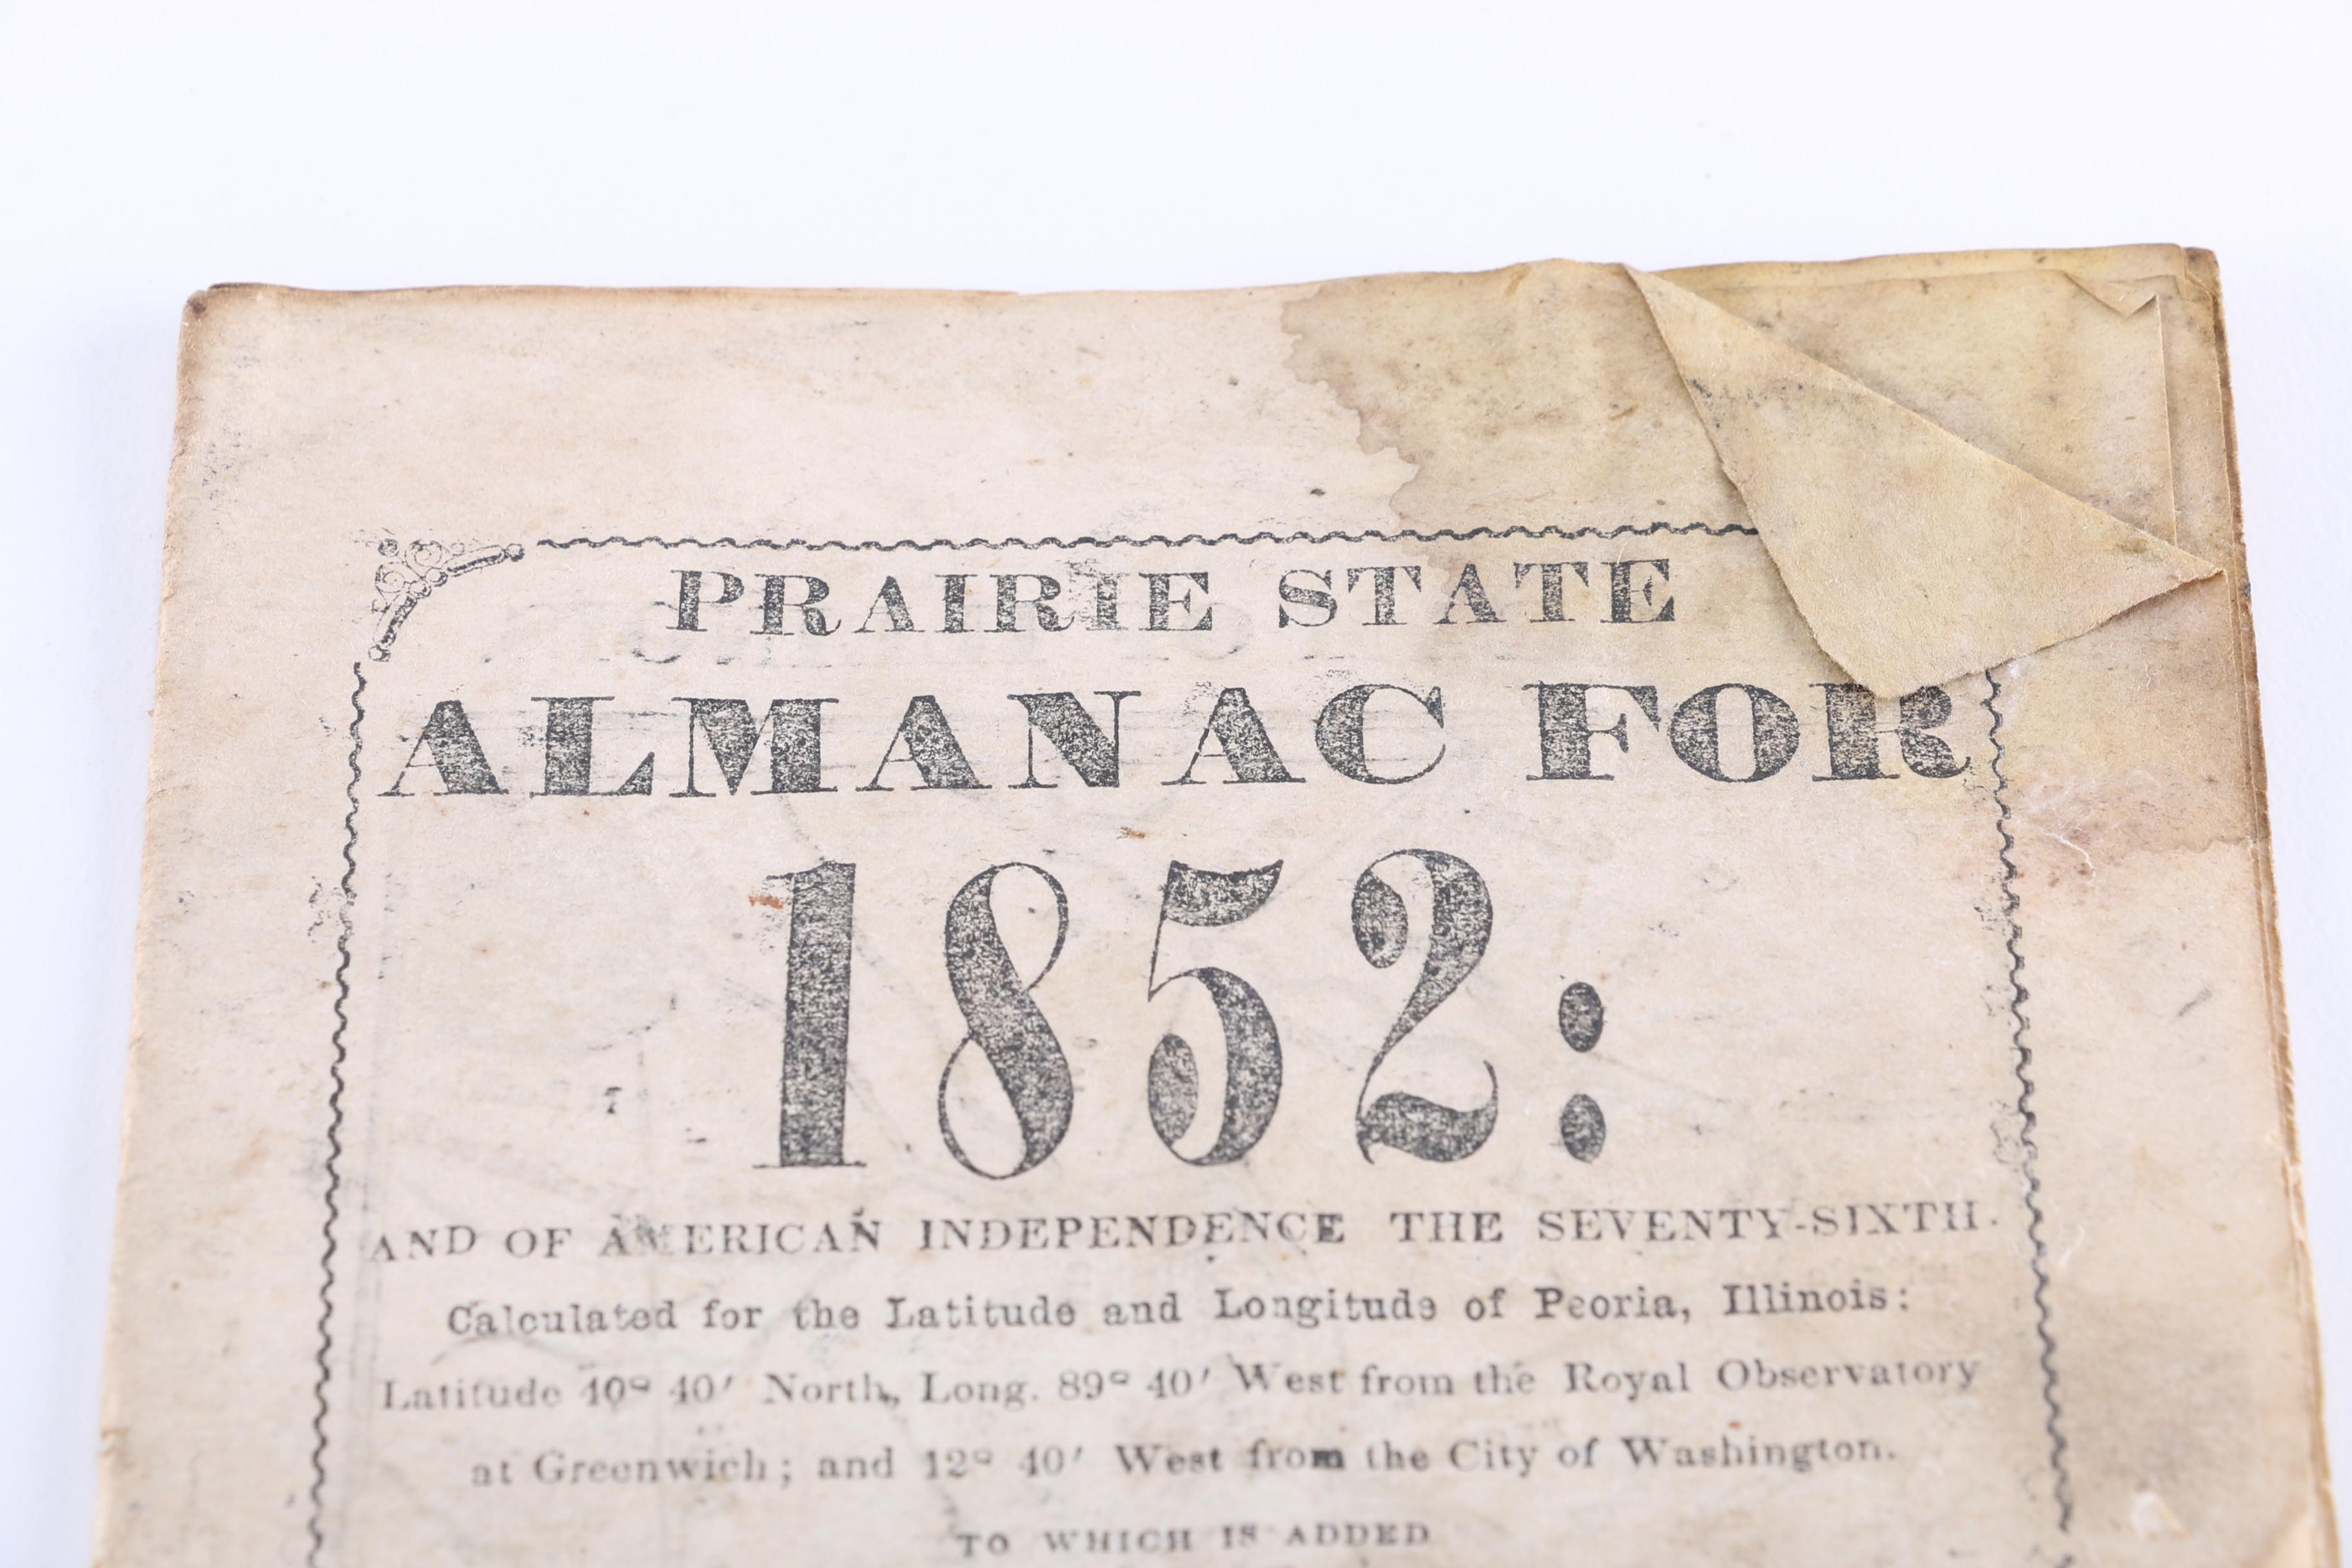 PRAIRIE STATE
ALMANAC FOR
1852:
AND OF AMERICAN INDEPENDENCE THE SEVENTY-SIXTH.
Calculated for the Latitude and Longitude of Peoria, Illinois:
Latitude 40° 40′ North, Long. 89° 40′ West from the Royal Observatory
at Greenwich; and 12° 40′ West from the City of Washington.
TO WHICH IS ADDED